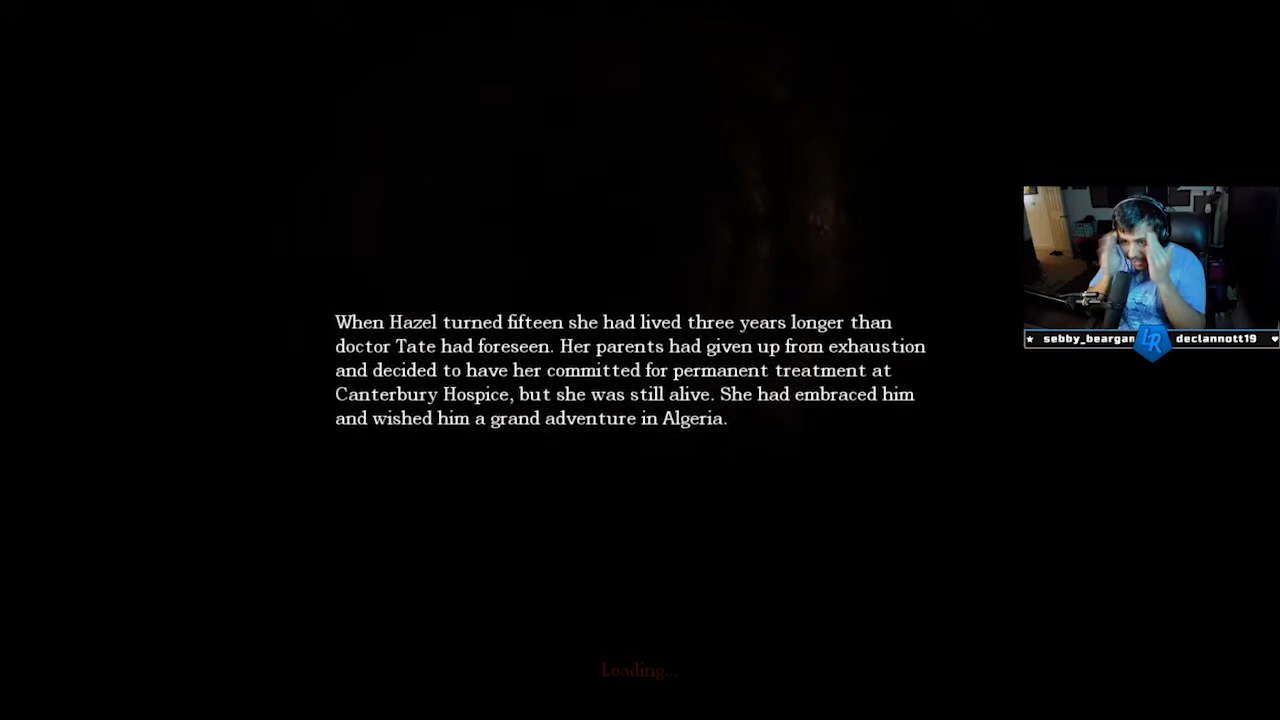 When Hazel turned fifteen she had lived three years longer than
doctor Tate had foreseen. Her parents had given up from exhaustion
and decided to have her committed for permanent treatment at
Canterbury Hospice, but she was still alive. She had embraced him
and wished him a grand adventure in Algeria.
sebby_beargan
LR
declannott19
Loading...